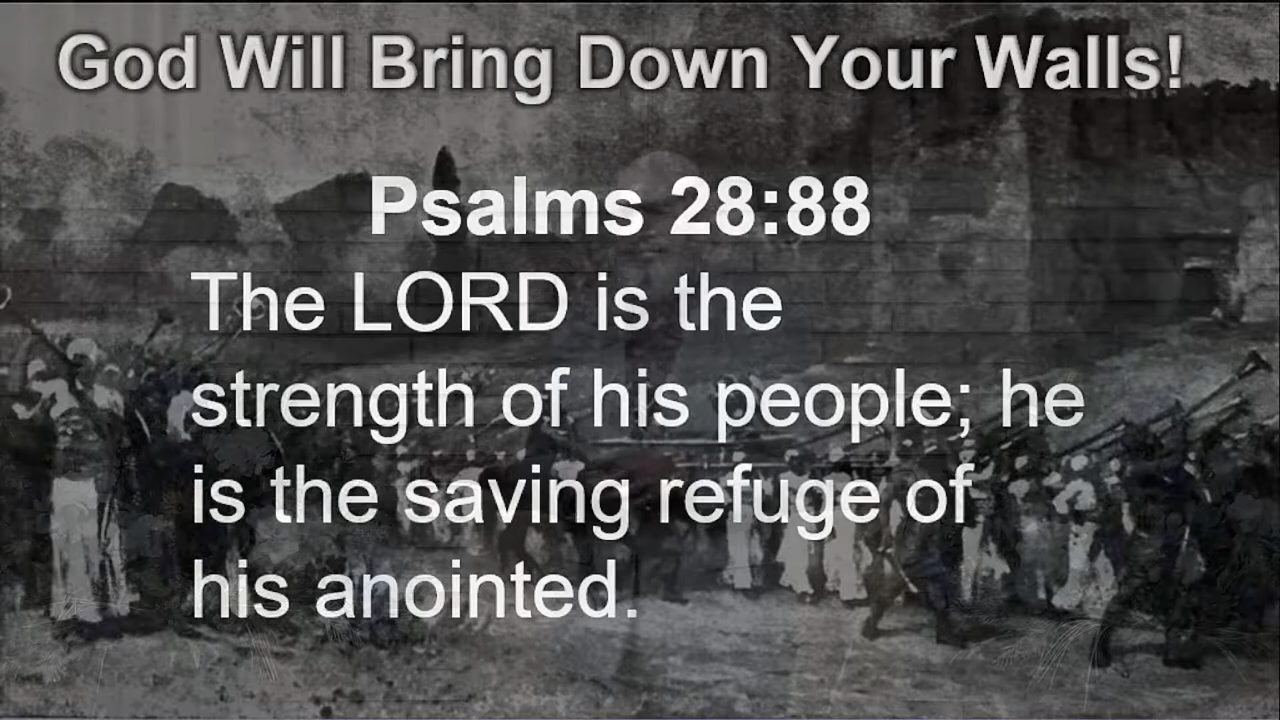 God Will Bring Down Your Walls!
Psalms 28:88
The LORD is the
strength of his people; he
is the saving refuge of
his anointed.